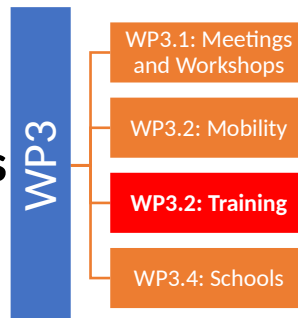 WP3
WP3.1: Meetings
and Workshops
WP3.2: Mobility
s
WP3.2: Training
WP3.4: Schools